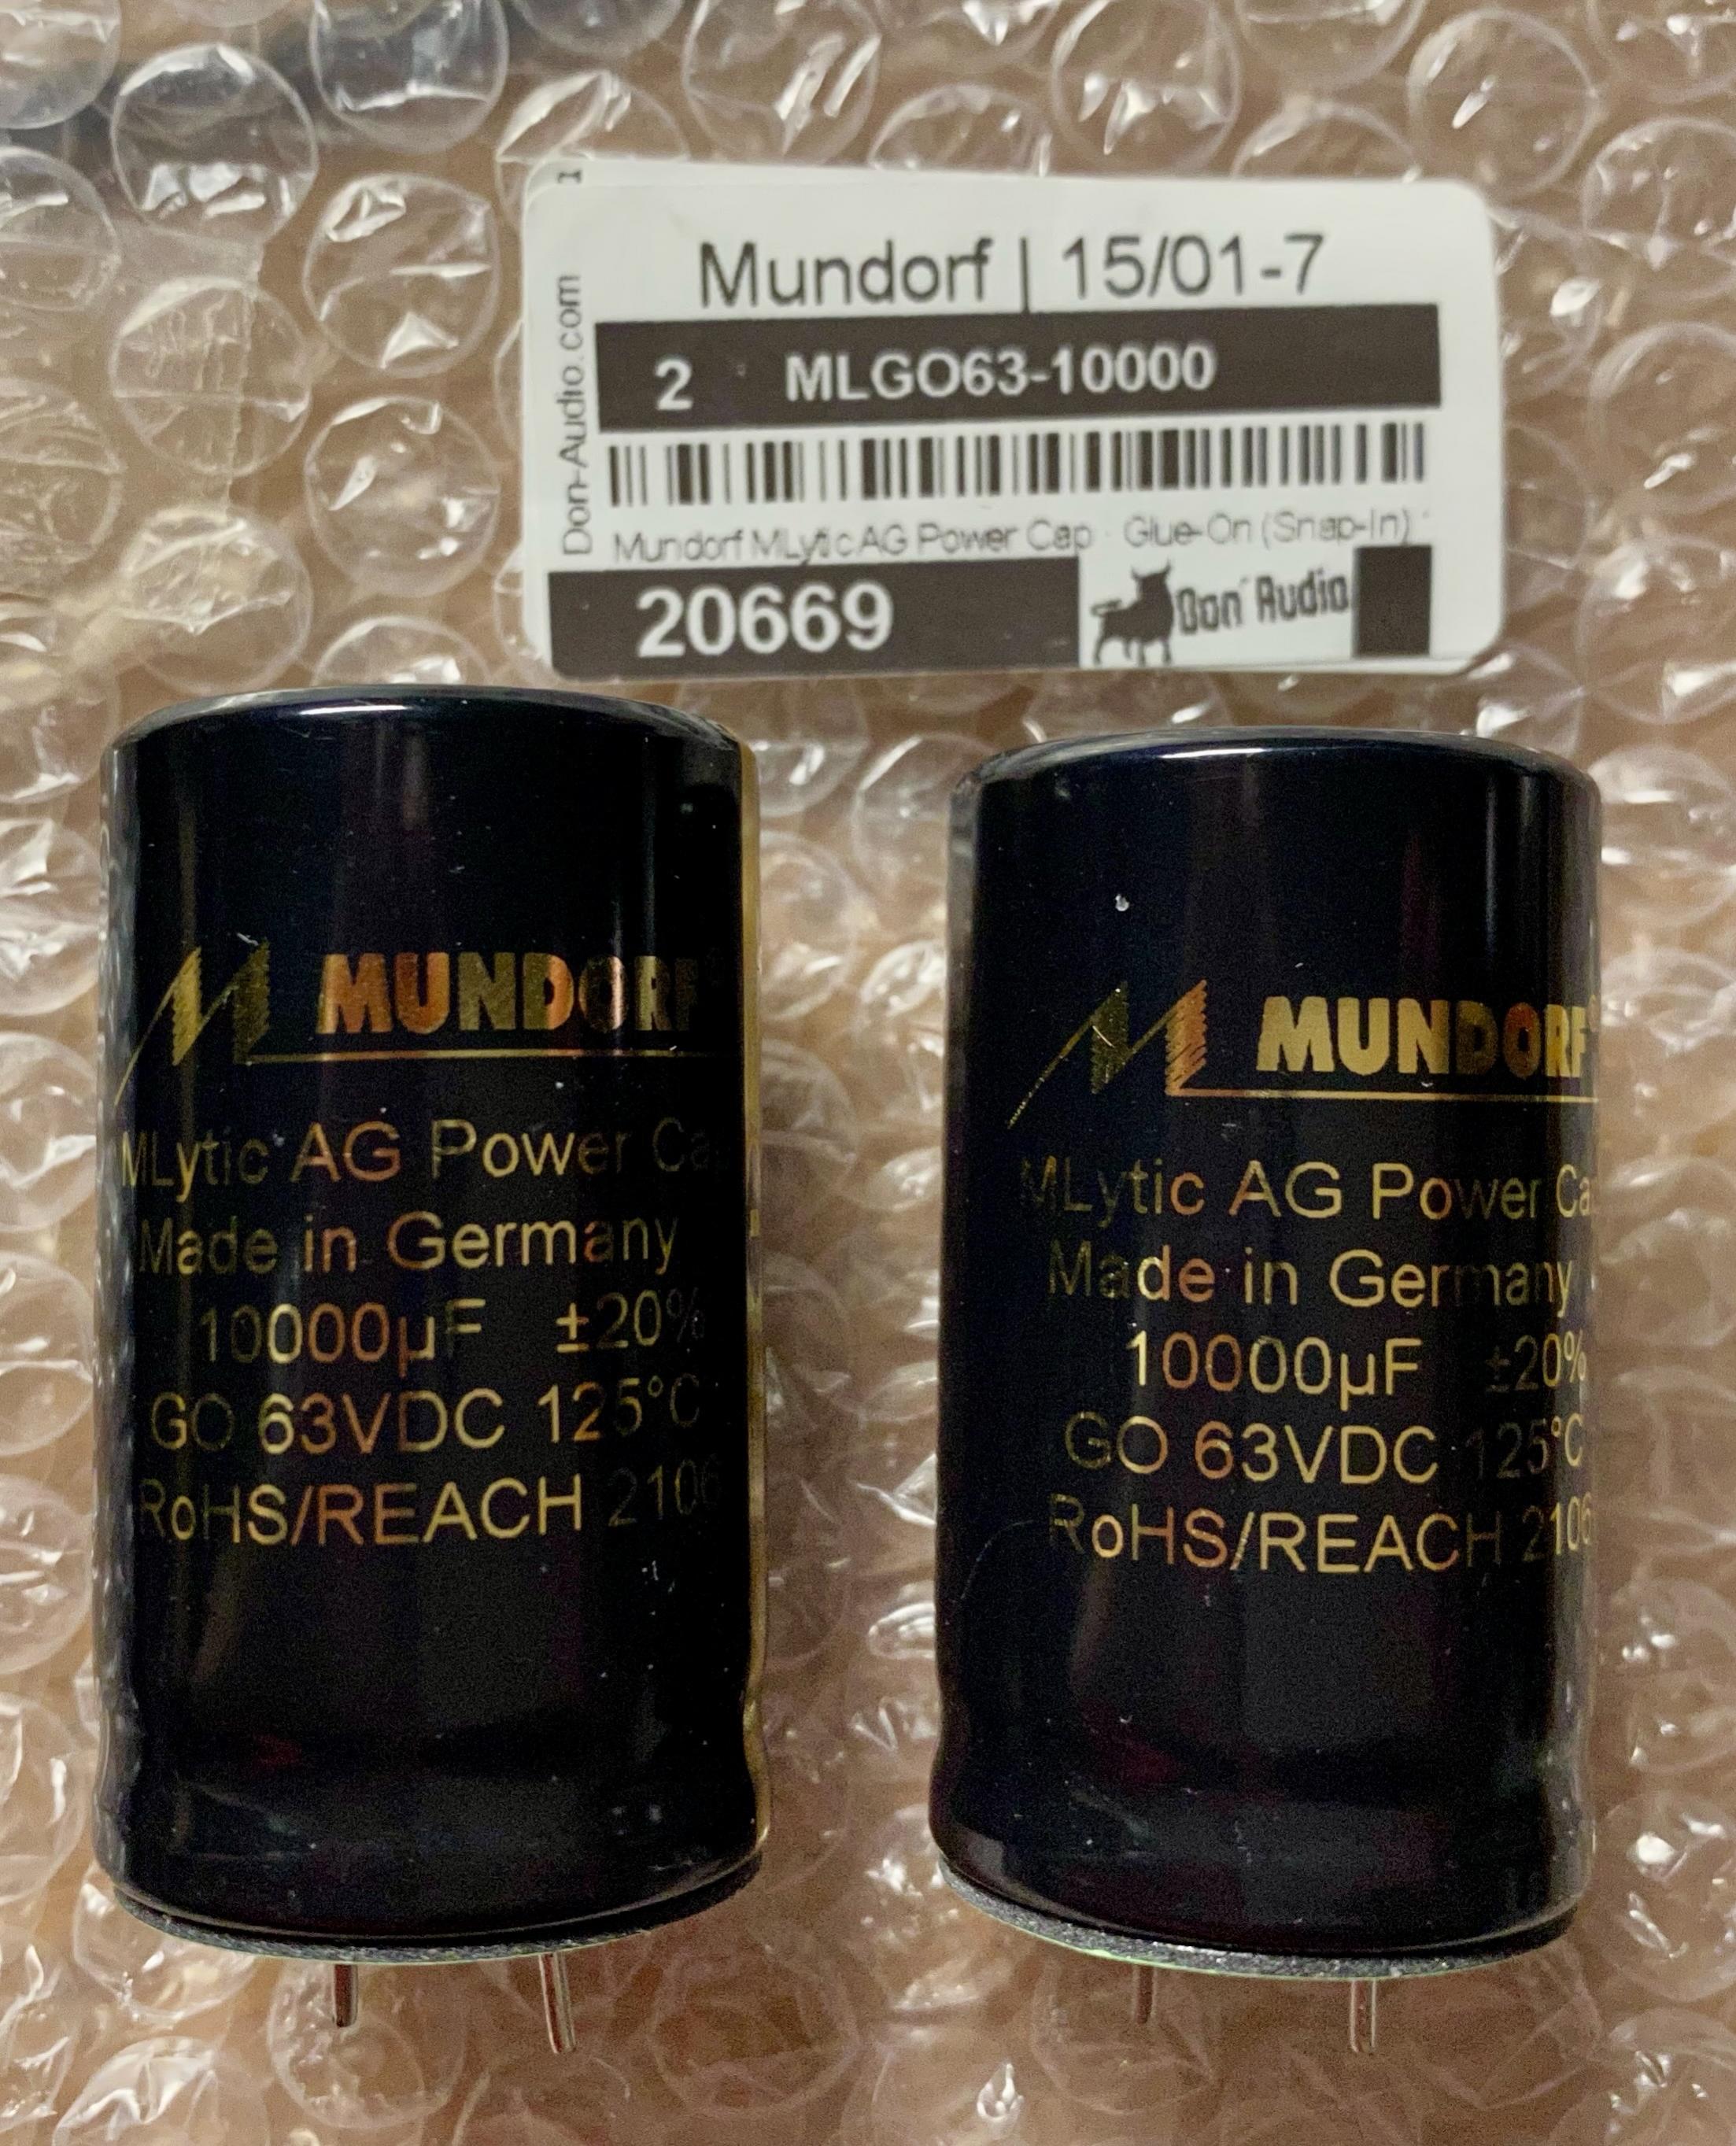 1
Don-Audio.com
Mundorf | 15/01-7
2 MLGO63-10000
Mundorf MLytic AG Power Cap - Glue-On (Snap-In)
20669
Don Audio
MUNDORF®
MLytic AG Power Cap
Made in Germany
10000µF ±20%
GO 63VDC 125°C
RoHS/REACH 2106
MUNDORF®
MLytic AG Power Ca
Made in Germany
10000µF ±20%
GO 63VDC 125°C
RoHS/REACH 2106